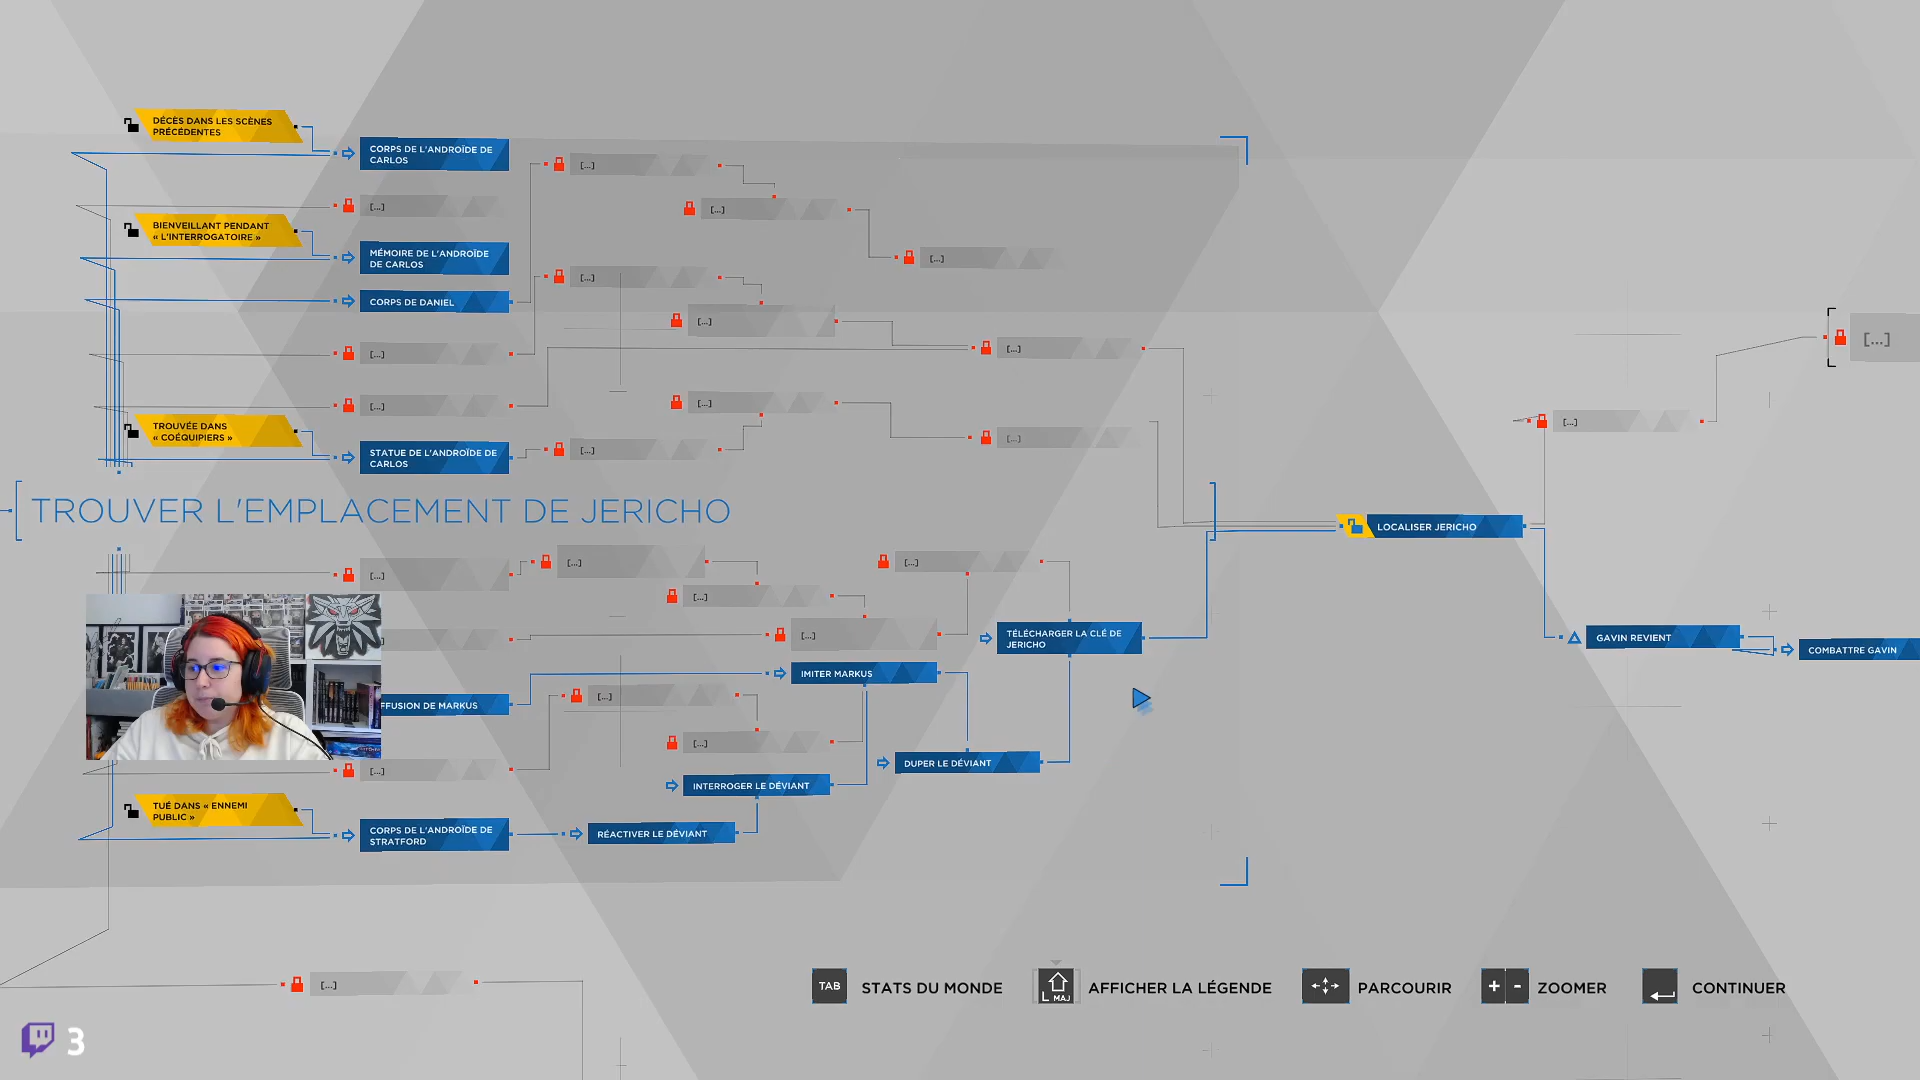 DÉCÈS DANS LES SCÈNES
PRÉCÉDENTES
CORPS DE L'ANDROÏDE DE
CARLOS
[...]
[...]
[...]
BIENVEILLANT PENDANT
« L'INTERROGATOIRE »
MÉMOIRE DE L'ANDROÏDE
DE CARLOS
[...]
[...]
CORPS DE DANIEL
[...]
[...]
[...]
[...]
[...]
[...]
[...]
TROUVÉE DANS
« COÉQUIPIERS »
[...]
[...]
STATUE DE L'ANDROÏDE DE
CARLOS
[...]
TROUVER L'EMPLACEMENT DE JERICHO
LOCALISER JERICHO
[...]
[...]
[...]
[...]
[...]
TÉLÉCHARGER LA CLÉ DE
JERICHO
GAVIN REVIENT
COMBATTRE GAVIN
IMITER MARKUS
[...]
FFUSION DE MARKUS
[...]
DUPER LE DÉVIANT
[...]
INTERROGER LE DÉVIANT
TUÉ DANS « ENNEMI
PUBLIC »
CORPS DE L'ANDROÏDE DE
STRATFORD
RÉACTIVER LE DÉVIANT
[...]
TAB STATS DU MONDE
L MAJ AFFICHER LA LÉGENDE
PARCOURIR
+ - ZOOMER
CONTINUER
3